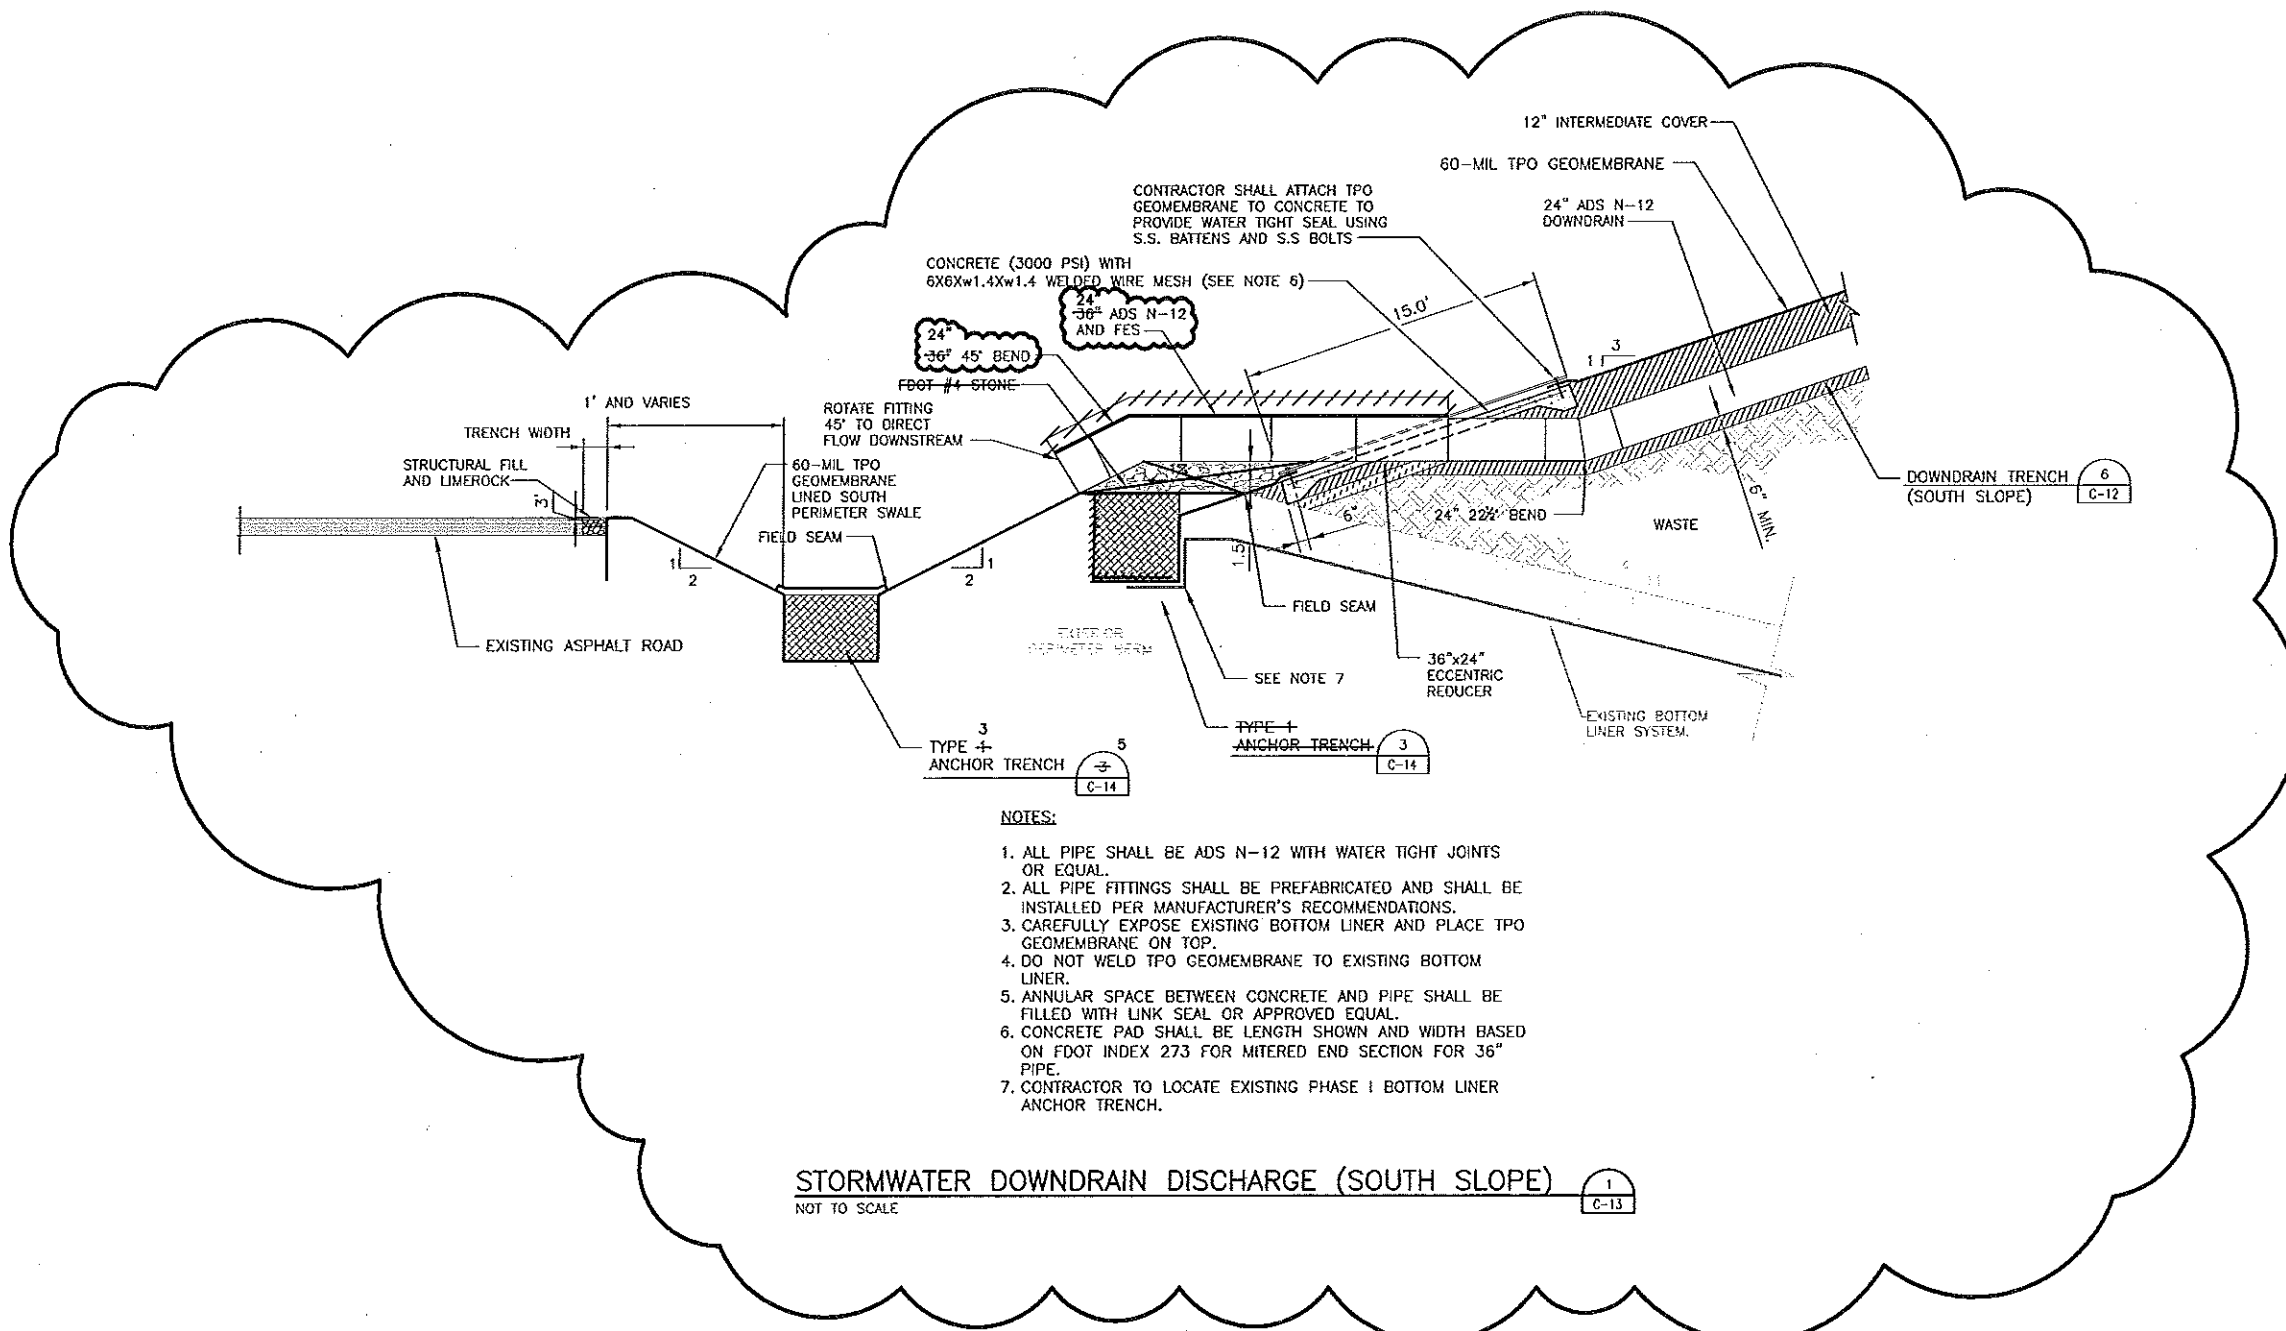 12" INTERMEDIATE COVER
60-MIL TPO GEOMEMBRANE
24" ADS N-12
DOWNDRAIN
CONTRACTOR SHALL ATTACH TPO
GEOMEMBRANE TO CONCRETE TO
PROVIDE WATER TIGHT SEAL USING
S.S. BATTENS AND S.S BOLTS
CONCRETE (3000 PSI) WITH
6X6Xw1.4Xw1.4 WELDED WIRE MESH (SEE NOTE 6)
24"
36" ADS N-12
AND FES
24"
36" 45° BEND
FDOT #4 STONE
15.0'
3
1
1' AND VARIES
ROTATE FITTING
45° TO DIRECT
FLOW DOWNSTREAM
TRENCH WIDTH
STRUCTURAL FILL
AND LIMEROCK
3'
60-MIL TPO
GEOMEMBRANE
LINED SOUTH
PERIMETER SWALE
FIELD SEAM
1
2
2
1
DOWNDRAIN TRENCH
(SOUTH SLOPE)
6
C-12
6" MIN.
24" 22½° BEND
WASTE
6"
1.5'
FIELD SEAM
EXISTING ASPHALT ROAD
PERIMETER BERM
36"x24"
ECCENTRIC
REDUCER
SEE NOTE 7
EXISTING BOTTOM
LINER SYSTEM.
3
TYPE 1
ANCHOR TRENCH
5
3
C-14
TYPE 1
ANCHOR TRENCH
3
C-14
NOTES:
1. ALL PIPE SHALL BE ADS N-12 WITH WATER TIGHT JOINTS
OR EQUAL.
2. ALL PIPE FITTINGS SHALL BE PREFABRICATED AND SHALL BE
INSTALLED PER MANUFACTURER'S RECOMMENDATIONS.
3. CAREFULLY EXPOSE EXISTING BOTTOM LINER AND PLACE TPO
GEOMEMBRANE ON TOP.
4. DO NOT WELD TPO GEOMEMBRANE TO EXISTING BOTTOM
LINER.
5. ANNULAR SPACE BETWEEN CONCRETE AND PIPE SHALL BE
FILLED WITH LINK SEAL OR APPROVED EQUAL.
6. CONCRETE PAD SHALL BE LENGTH SHOWN AND WIDTH BASED
ON FDOT INDEX 273 FOR MITERED END SECTION FOR 36"
PIPE.
7. CONTRACTOR TO LOCATE EXISTING PHASE I BOTTOM LINER
ANCHOR TRENCH.
STORMWATER DOWNDRAIN DISCHARGE (SOUTH SLOPE)
1
C-13
NOT TO SCALE